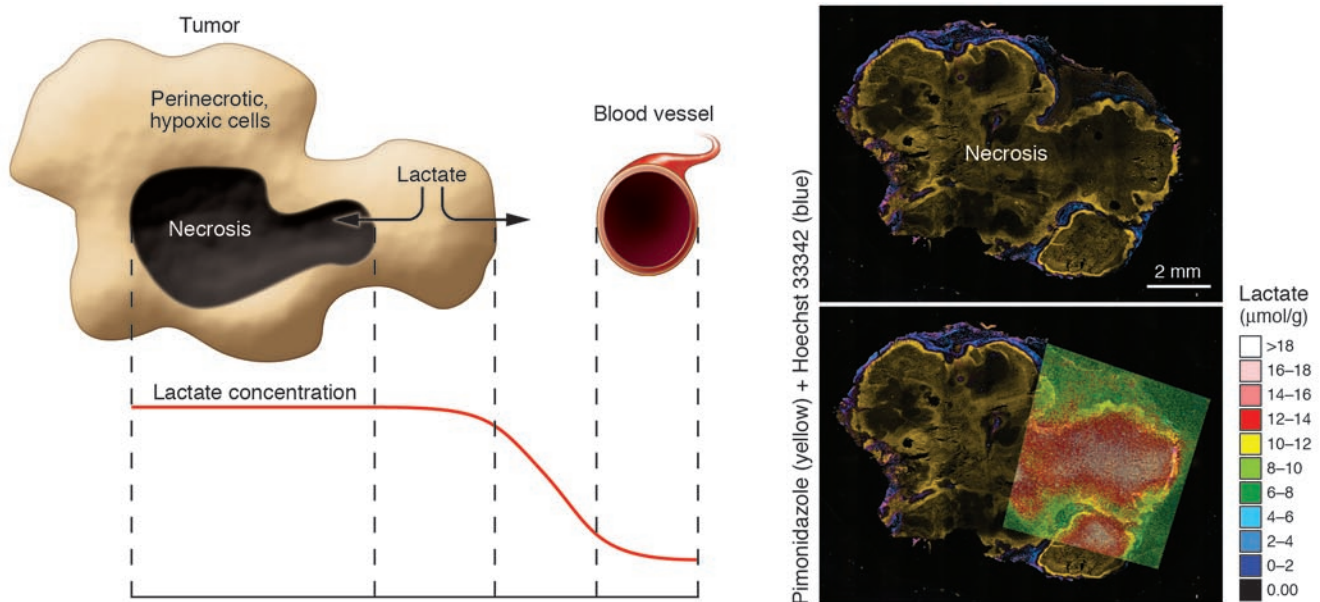 Tumor
Perinecrotic,
hypoxic cells
Blood vessel
Lactate
Necrosis
Lactate concentration
Pimonidazole (yellow) + Hoechst 33342 (blue)
Necrosis
2 mm
Lactate
(μmol/g)
>18
16–18
14–16
12–14
10–12
8–10
6–8
4–6
2–4
0–2
0.00